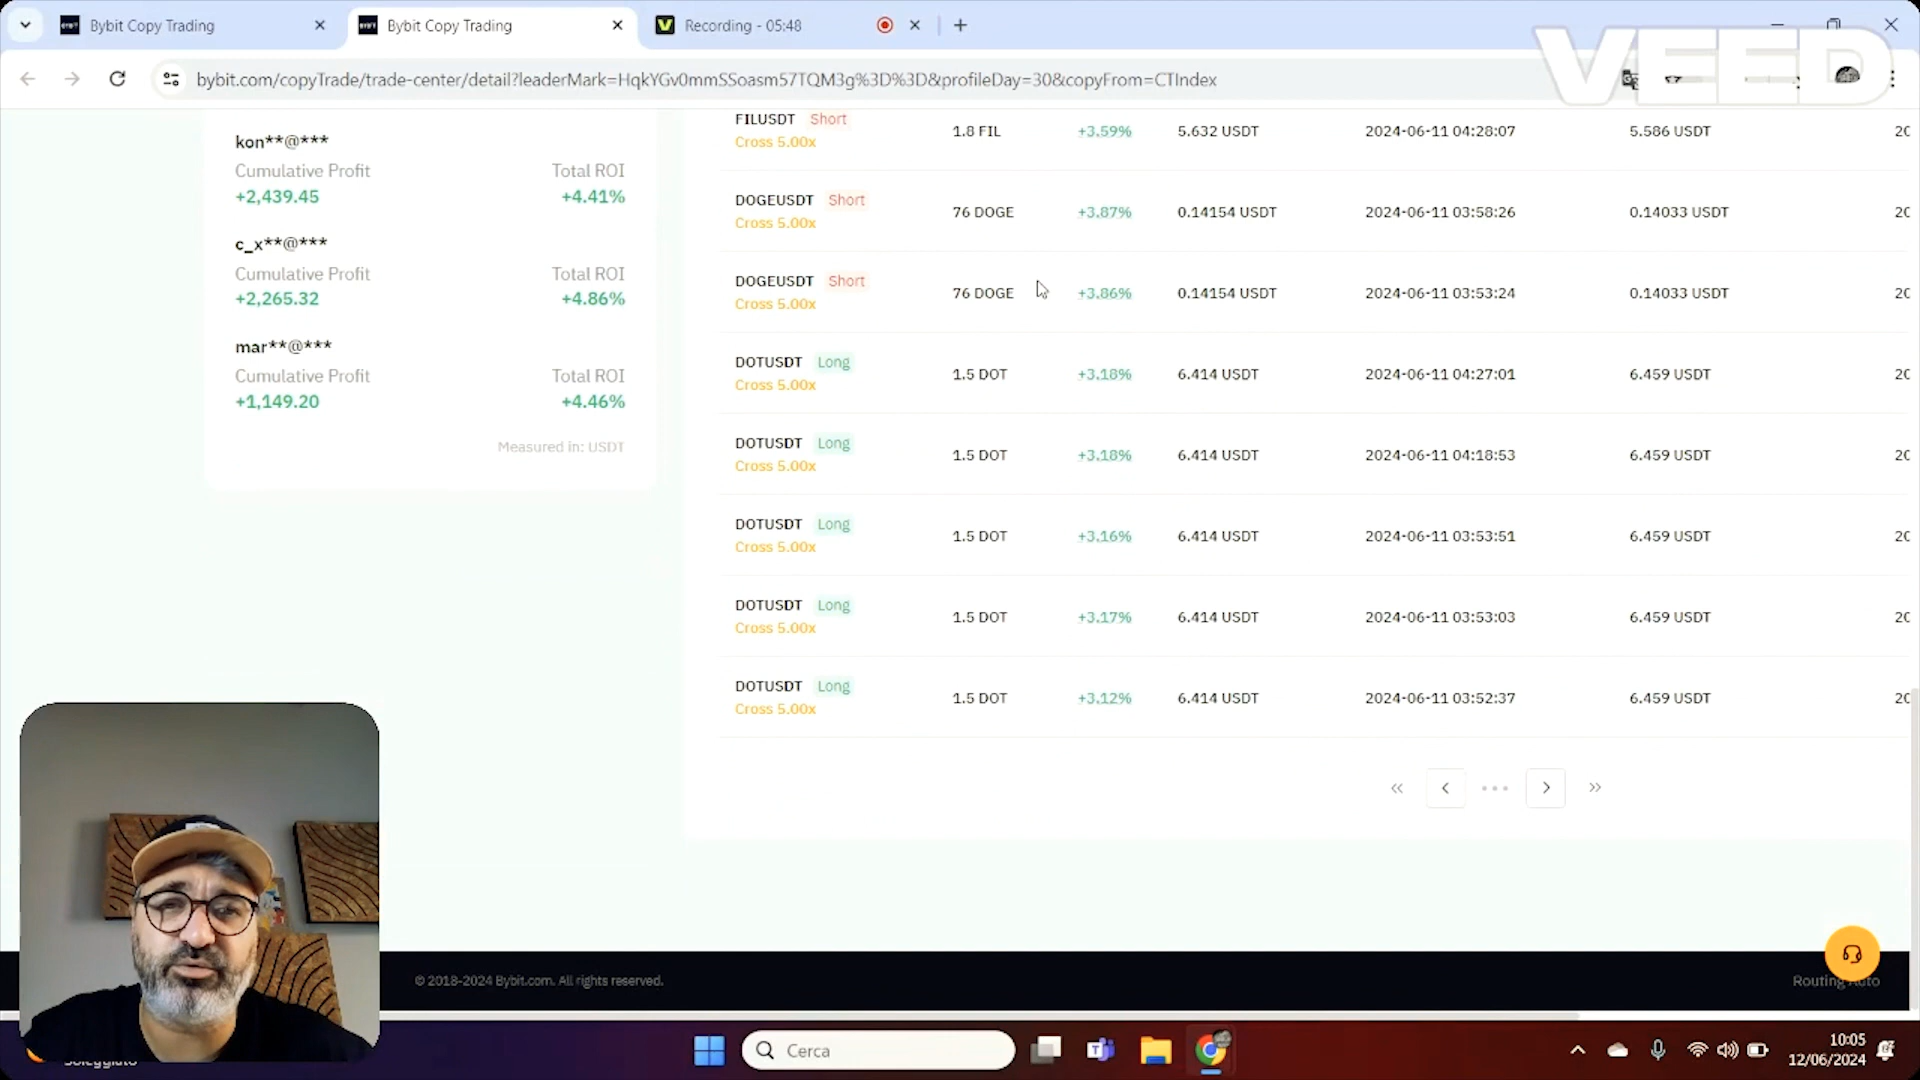 Bybit Copy Trading
Bybit Copy Trading
Recording - 05:48
bybit.com/copyTrade/trade-center/detail?leaderMark=HqkYGv0mmSSoasm57TQM3g%3D%3D&profileDay=30&copyFrom=CTIndex
VEED
kon**@***
Cumulative Profit Total ROI
+2,439.45 +4.41%
c_x**@***
Cumulative Profit Total ROI
+2,265.32 +4.86%
mar**@***
Cumulative Profit Total ROI
+1,149.20 +4.46%
Measured in: USDT
FILUSDT Short
Cross 5.00x
1.8 FIL +3.59% 5.632 USDT 2024-06-11 04:28:07 5.586 USDT 20
DOGEUSDT Short
Cross 5.00x
76 DOGE +3.87% 0.14154 USDT 2024-06-11 03:58:26 0.14033 USDT 20
DOGEUSDT Short
Cross 5.00x
76 DOGE +3.86% 0.14154 USDT 2024-06-11 03:53:24 0.14033 USDT 20
DOTUSDT Long
Cross 5.00x
1.5 DOT +3.18% 6.414 USDT 2024-06-11 04:27:01 6.459 USDT 20
DOTUSDT Long
Cross 5.00x
1.5 DOT +3.18% 6.414 USDT 2024-06-11 04:18:53 6.459 USDT 20
DOTUSDT Long
Cross 5.00x
1.5 DOT +3.16% 6.414 USDT 2024-06-11 03:53:51 6.459 USDT 20
DOTUSDT Long
Cross 5.00x
1.5 DOT +3.17% 6.414 USDT 2024-06-11 03:53:03 6.459 USDT 20
DOTUSDT Long
Cross 5.00x
1.5 DOT +3.12% 6.414 USDT 2024-06-11 03:52:37 6.459 USDT 20
© 2018-2024 Bybit.com. All rights reserved.
Routing Auto
Soleggiato
Cerca
10:05
12/06/2024